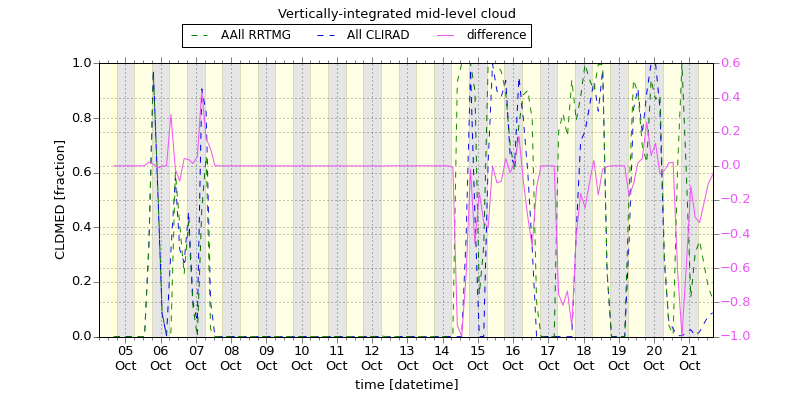 Vertically-integrated mid-level cloud
AAll RRTMG All CLIRAD difference
CLDMED [fraction]
1.0
0.8
0.6
0.4
0.2
0.0
0.6
0.4
0.2
0.0
−0.2
−0.4
−0.6
−0.8
−1.0
05 06 07 08 09 10 11 12 13 14 15 16 17 18 19 20 21
Oct Oct Oct Oct Oct Oct Oct Oct Oct Oct Oct Oct Oct Oct Oct Oct Oct
time [datetime]